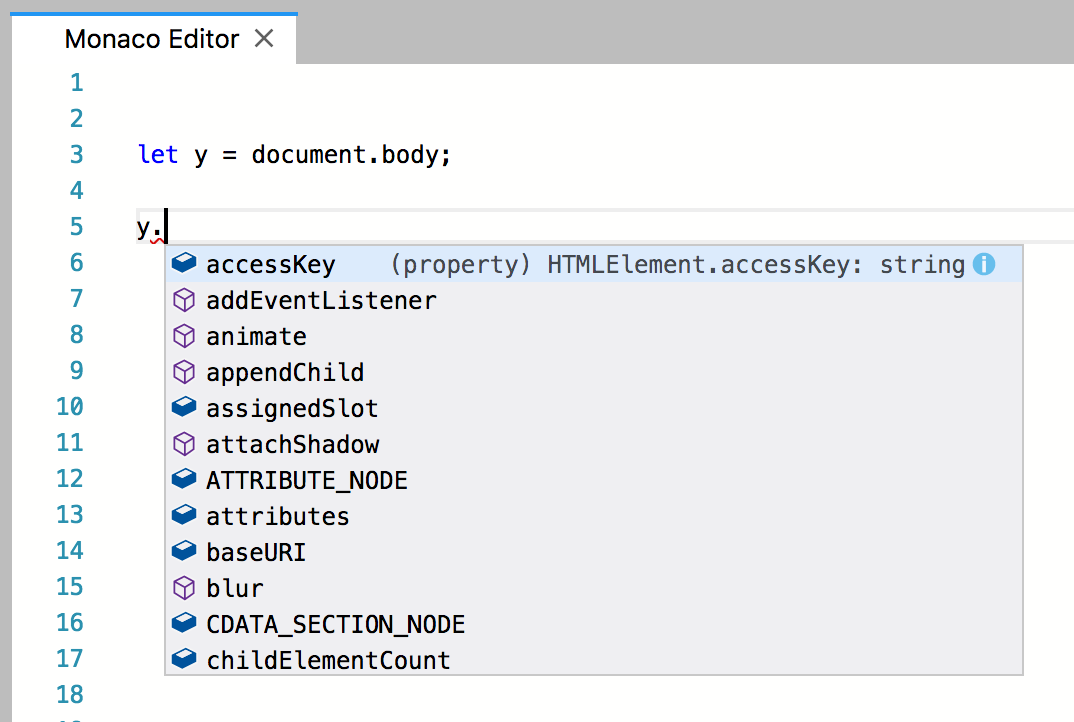 Monaco Editor
1
2
3 let y = document.body;
4
5 y.
6 accessKey (property) HTMLElement.accessKey: string
7 addEventListener
8 animate
9 appendChild
10 assignedSlot
11 attachShadow
12 ATTRIBUTE_NODE
13 attributes
14 baseURI
15 blur
16 CDATA_SECTION_NODE
17 childElementCount
18